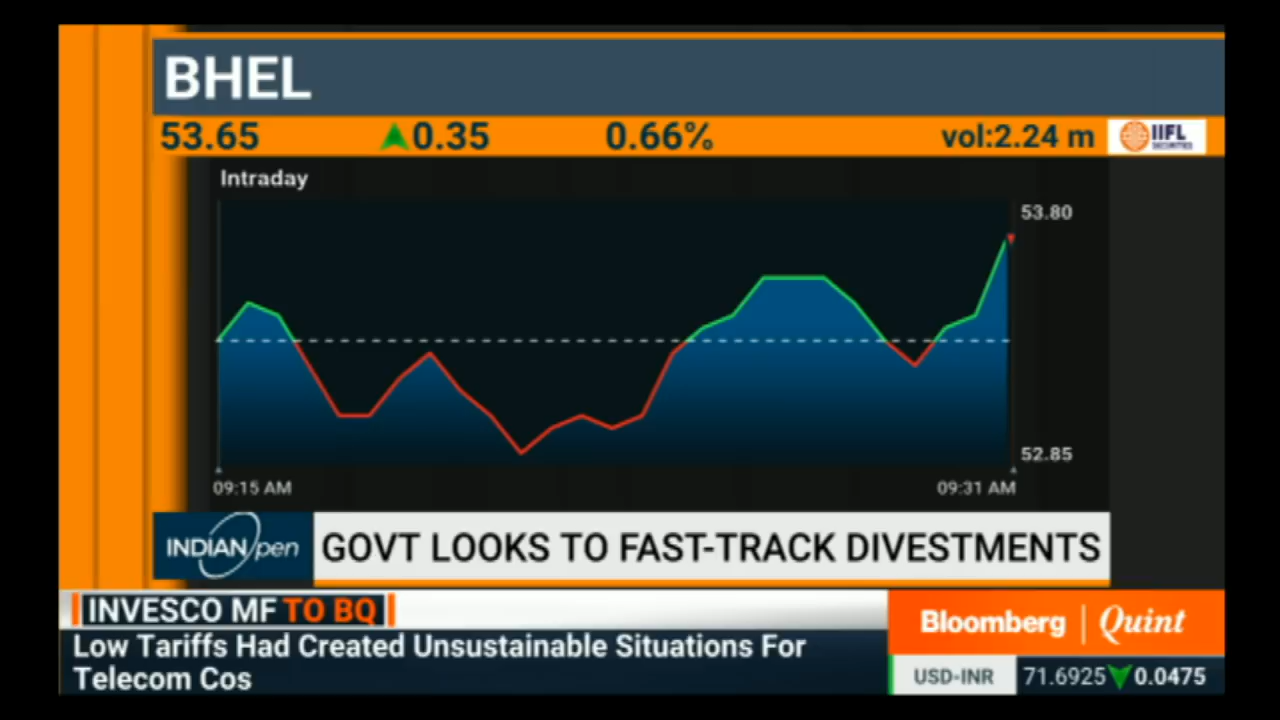 BHEL
53.65 ▲0.35 0.66% vol:2.24 m IIFL
SECURITIES
Intraday
53.80
52.85
09:15 AM 09:31 AM
INDIAN pen GOVT LOOKS TO FAST-TRACK DIVESTMENTS
INVESCO MF TO BQ
Low Tariffs Had Created Unsustainable Situations For
Telecom Cos
Bloomberg | Quint
USD-INR 71.6925▼0.0475